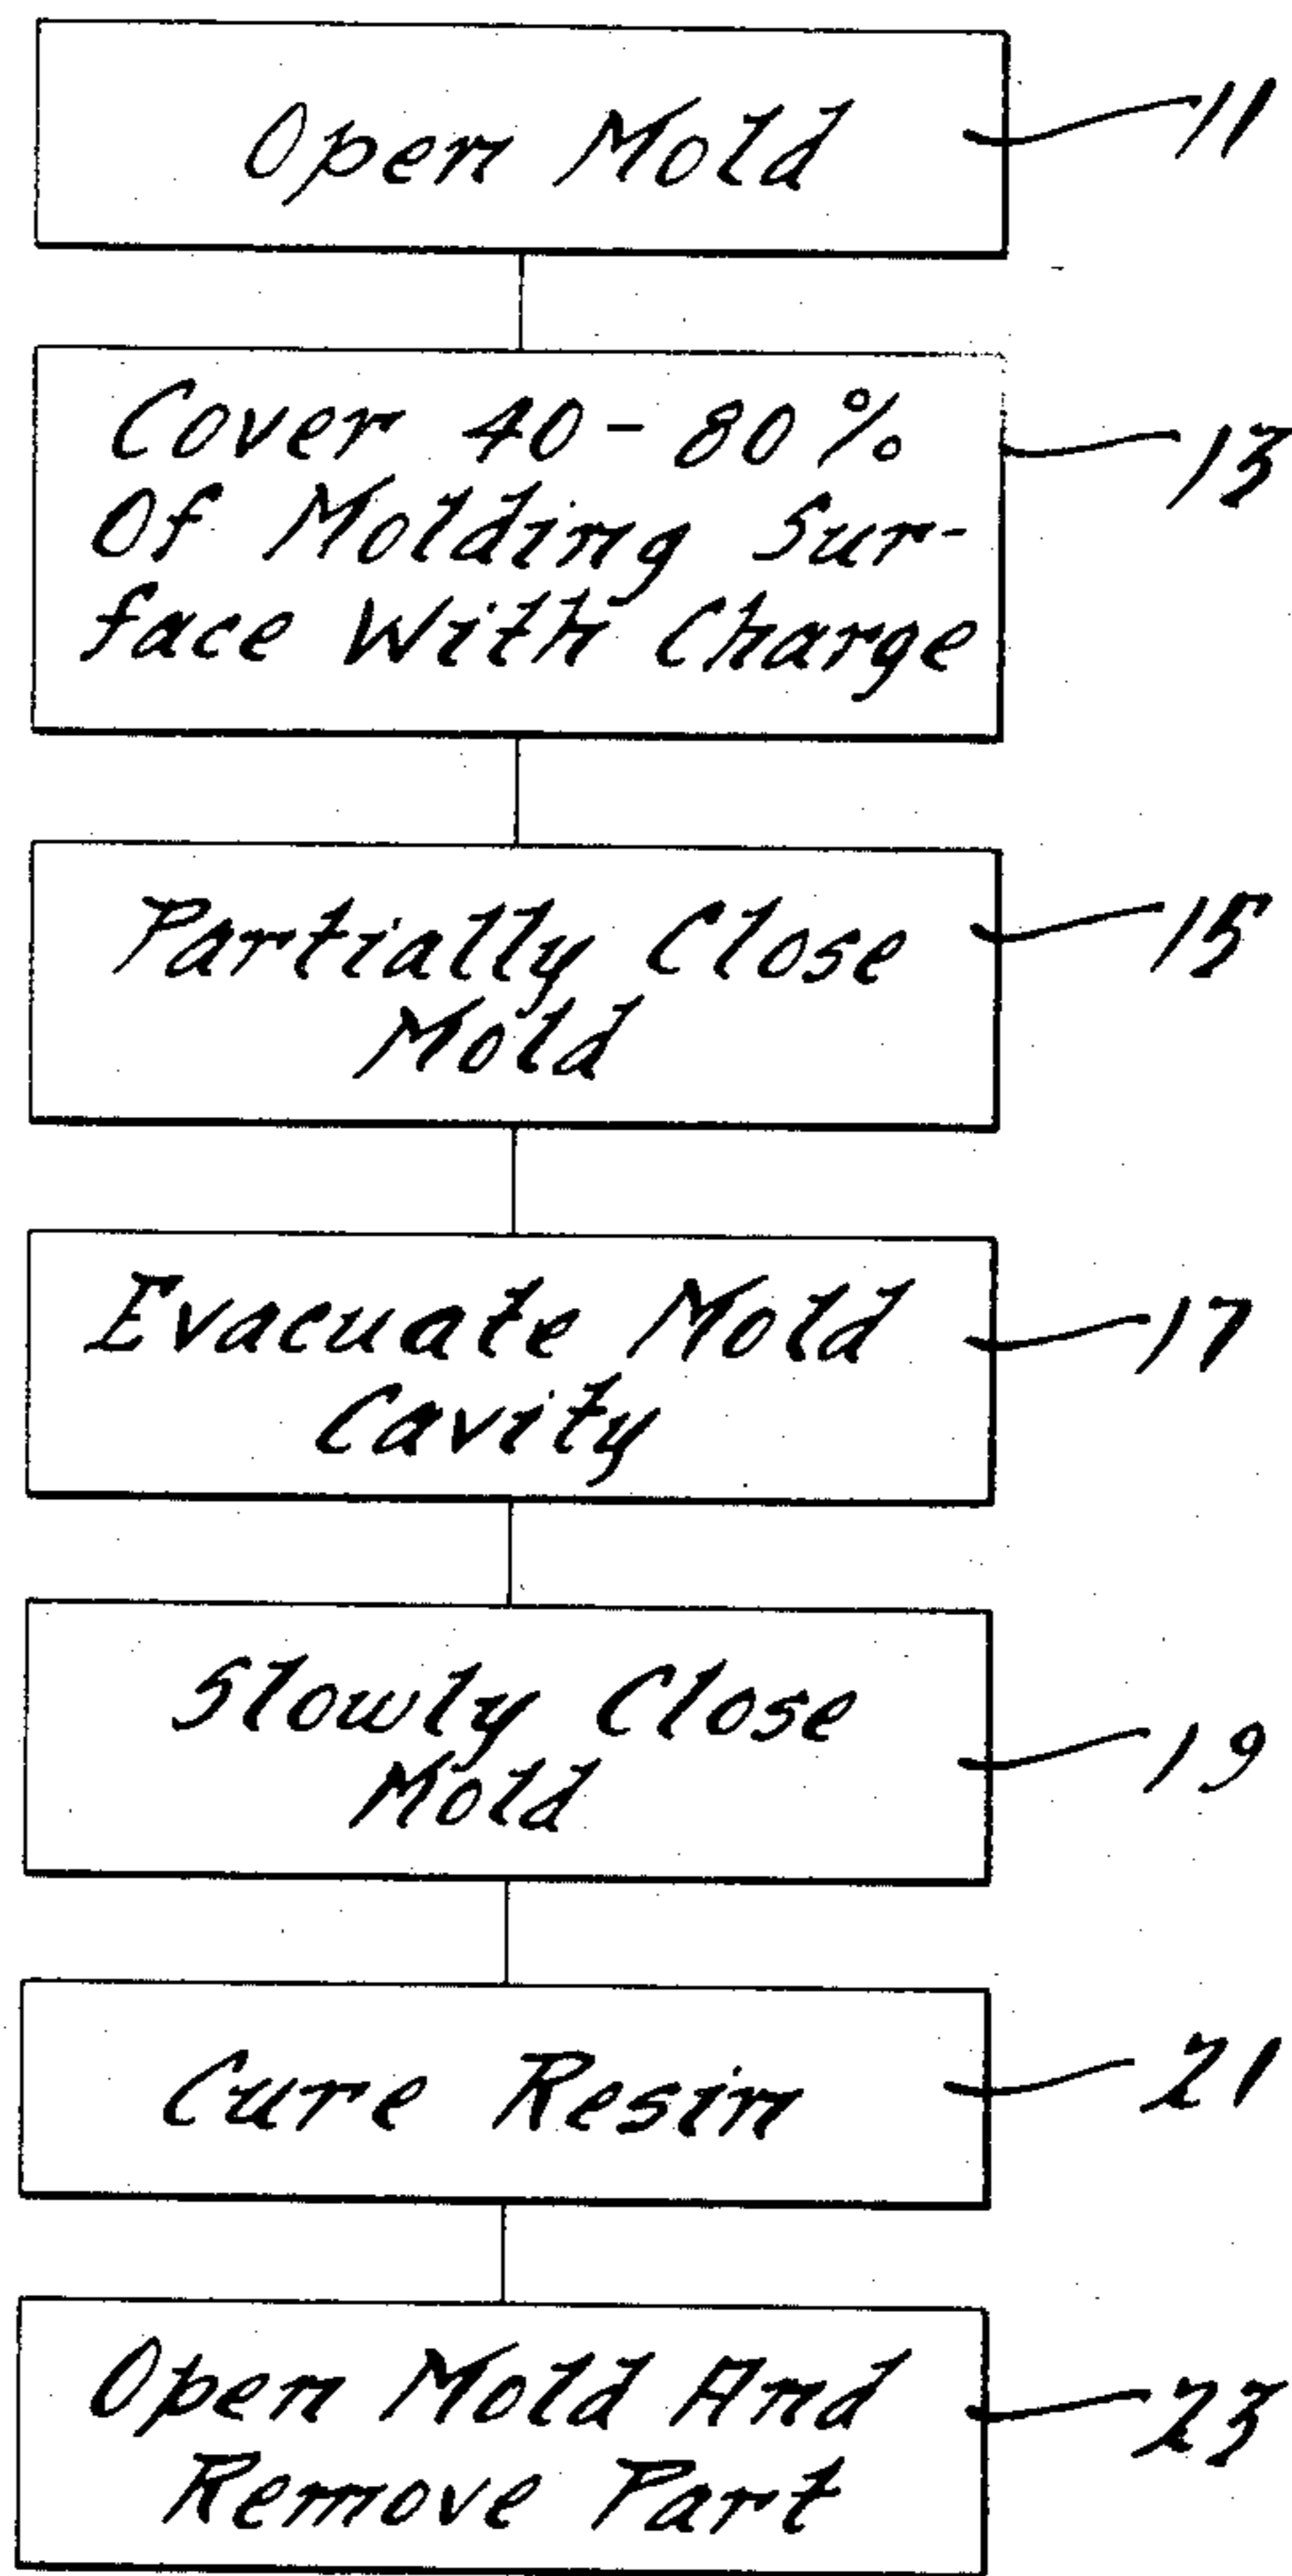 Open Mold
11
Cover 40-80%
Of Molding Sur-
face With Charge
13
Partially Close
Mold
15
Evacuate Mold
Cavity
17
Slowly Close
Mold
19
Cure Resin
21
Open Mold And
Remove Part
23